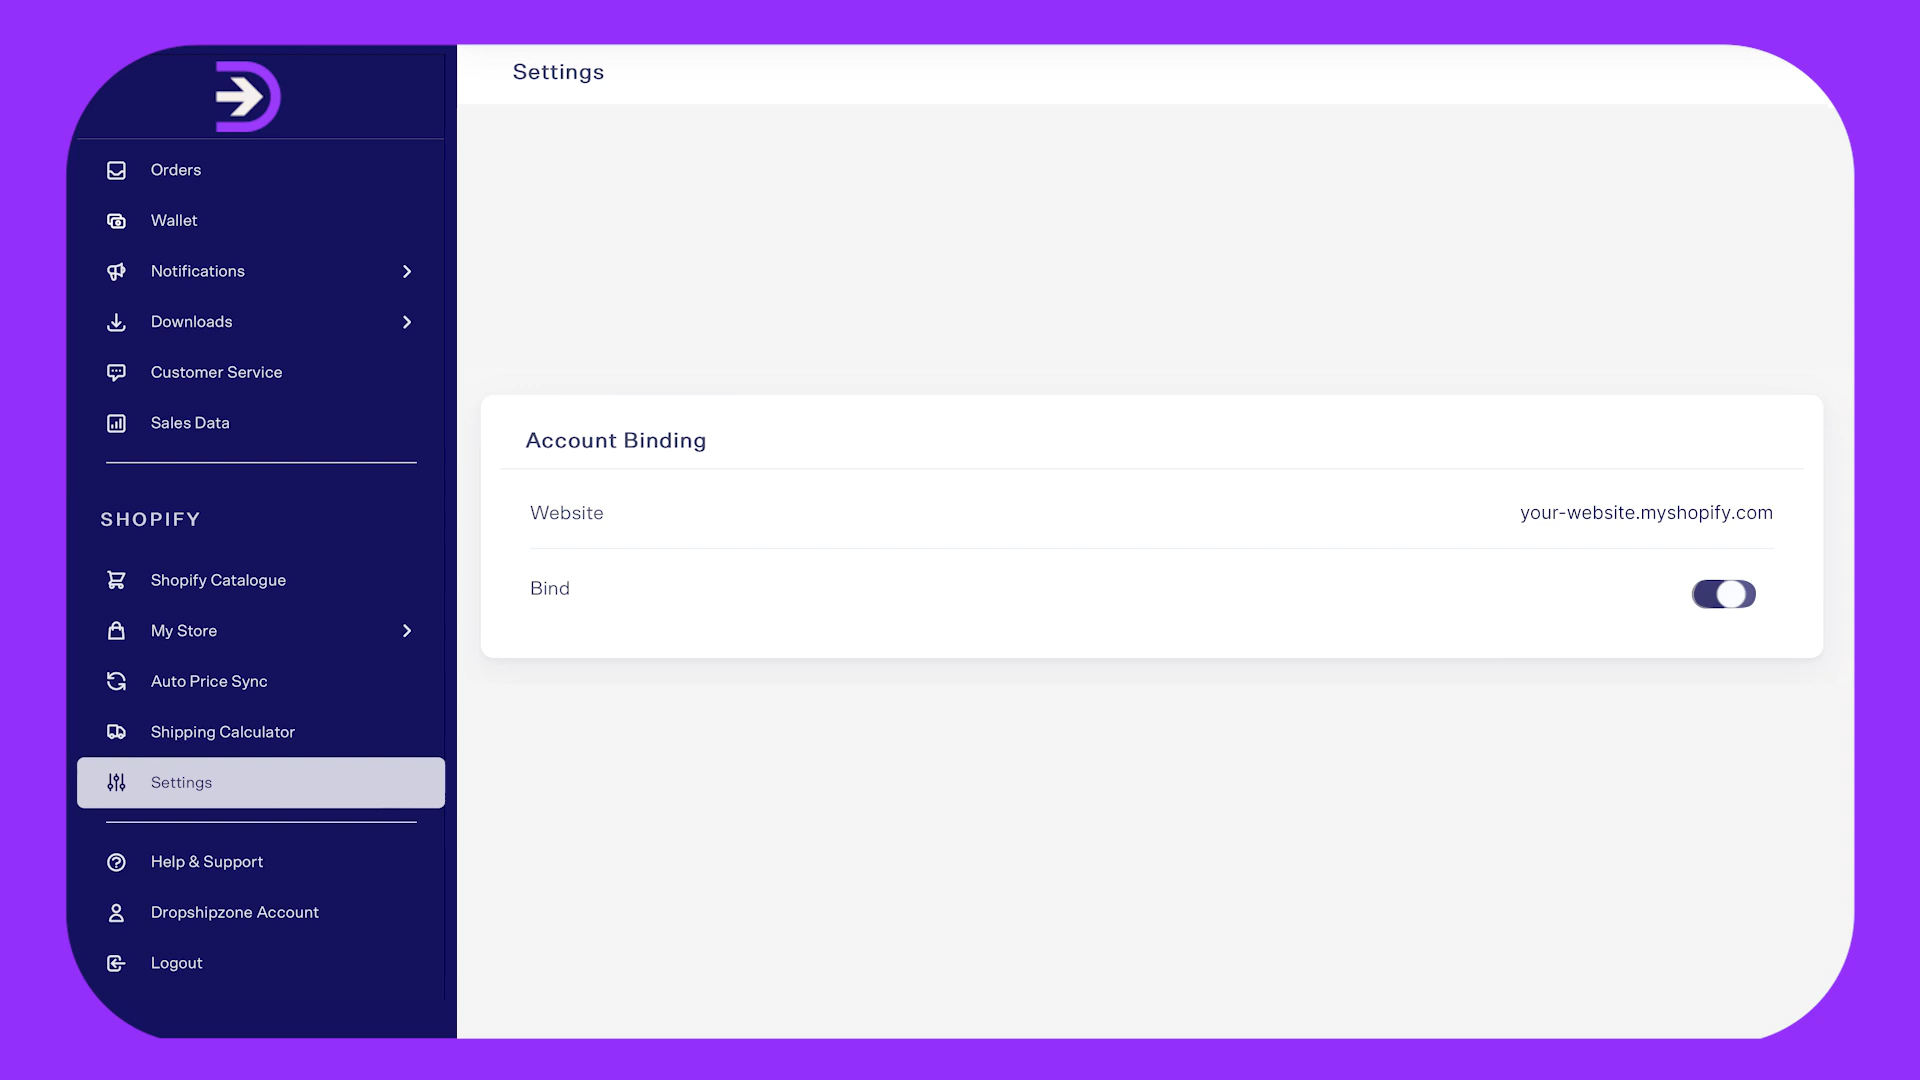 Settings
Orders
Wallet
Notifications
Downloads
Customer Service
Sales Data
SHOPIFY
Shopify Catalogue
My Store
Auto Price Sync
Shipping Calculator
Settings
Help & Support
Dropshipzone Account
Logout
Account Binding
Website your-website.myshopify.com
Bind